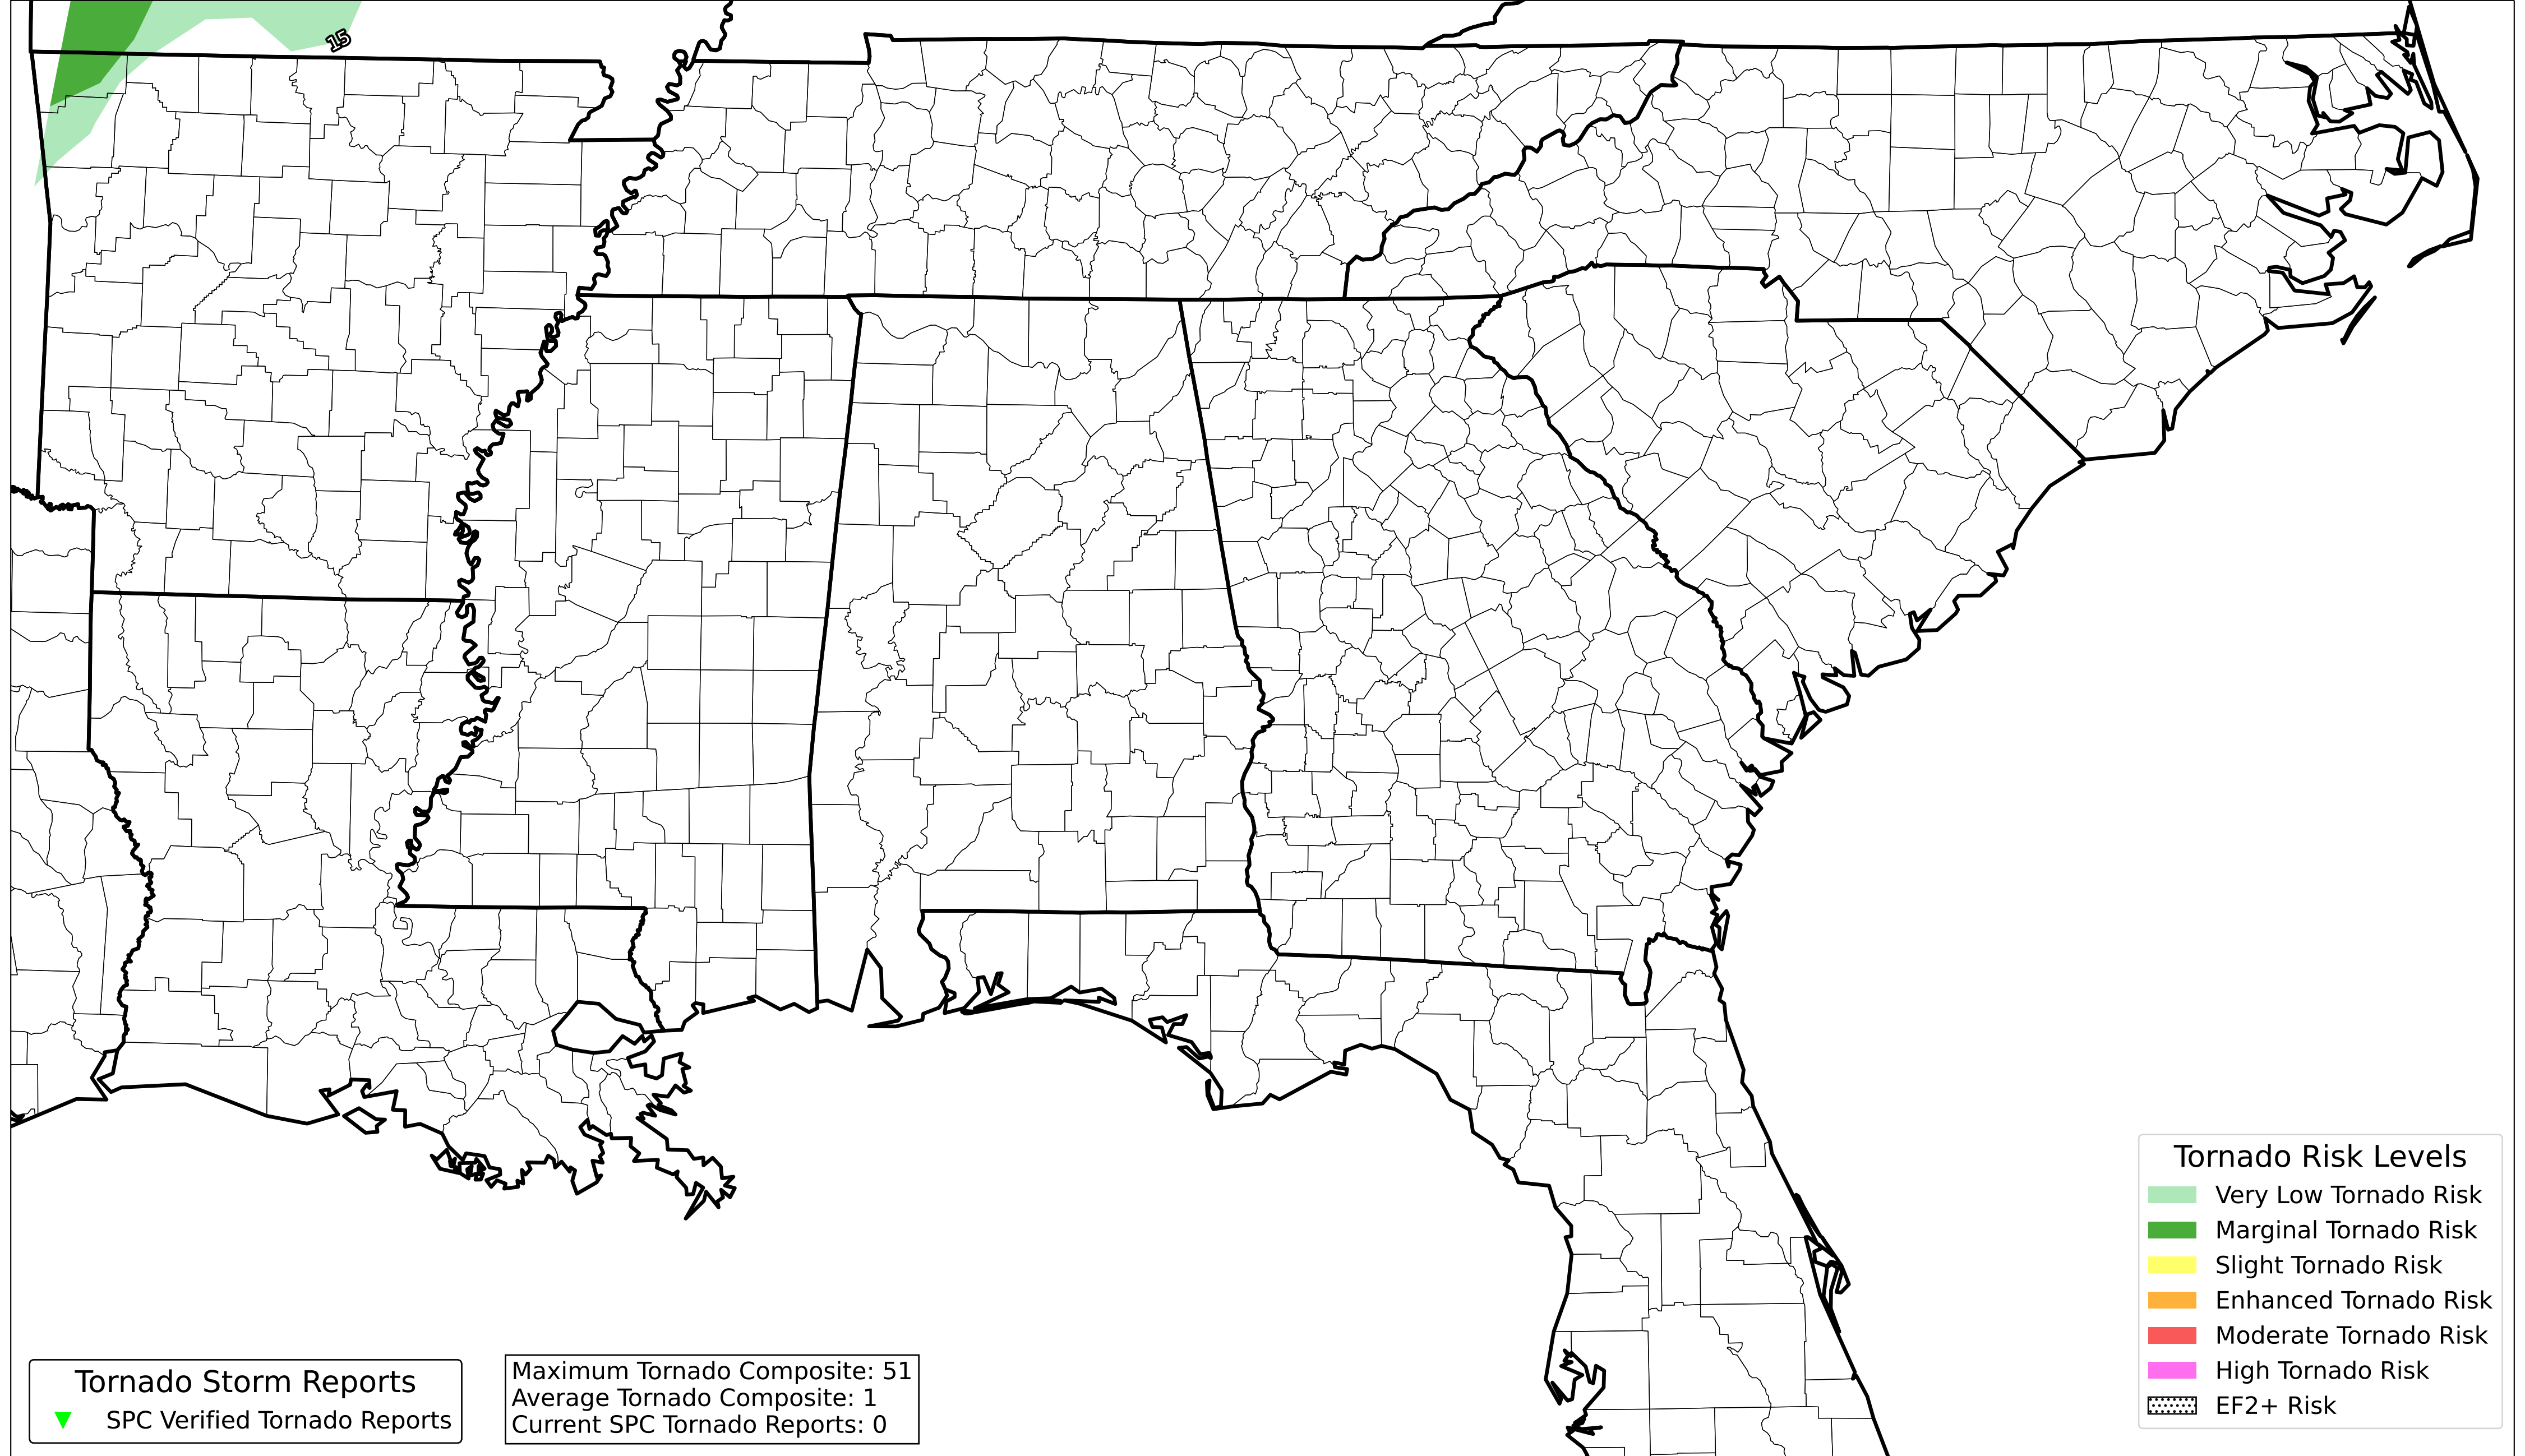 15
Tornado Risk Levels
Very Low Tornado Risk
Marginal Tornado Risk
Slight Tornado Risk
Enhanced Tornado Risk
Moderate Tornado Risk
High Tornado Risk
EF2+ Risk
Tornado Storm Reports
SPC Verified Tornado Reports
Maximum Tornado Composite: 51
Average Tornado Composite: 1
Current SPC Tornado Reports: 0